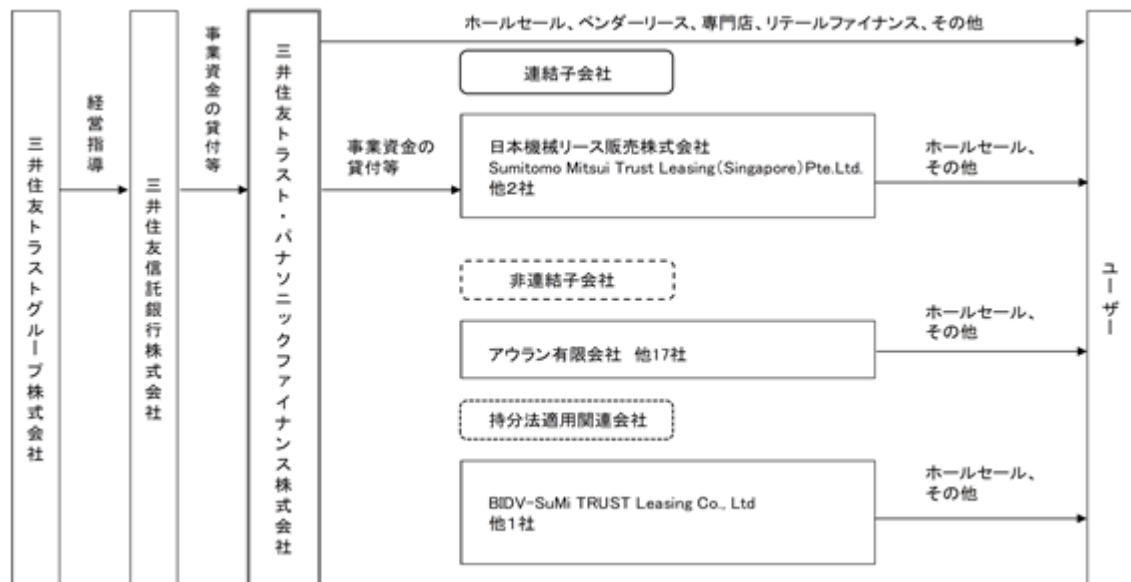 三井住友トラストグループ株式会社
経営指導
三井住友信託銀行株式会社
事業資金の貸付等
三井住友トラスト・パナソニックファイナンス株式会社
ホールセール、ベンダーリース、専門店、リテールファイナンス、その他
連結子会社
事業資金の
貸付等
日本機械リース販売株式会社
Sumitomo Mitsui Trust Leasing(Singapore)Pte.Ltd.
他2社
ホールセール、
その他
非連結子会社
アウラン有限会社 他17社
ホールセール、
その他
持分法適用関連会社
BIDV-SuMi TRUST Leasing Co., Ltd
他1社
ホールセール、
その他
ユーザー